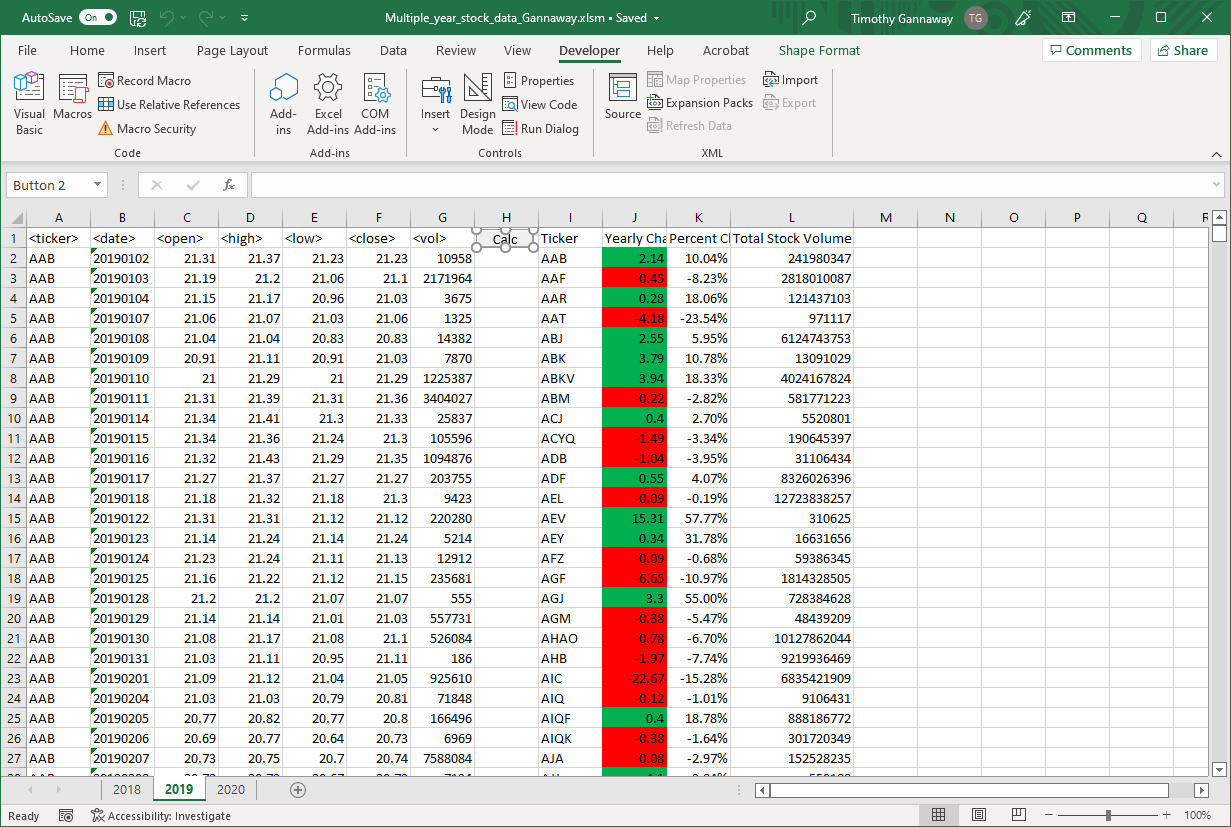 AutoSave On Multiple_year_stock_data_Gannaway.xlsm • Saved Timothy Gannaway TG
File Home Insert Page Layout Formulas Data Review View Developer Help Acrobat Shape Format Comments Share
Visual Basic
Macros
Record Macro
Use Relative References
Macro Security
Code
Add-ins
Excel Add-ins
COM Add-ins
Add-ins
Insert
Design Mode
Properties
View Code
Run Dialog
Controls
Source
Map Properties
Expansion Packs
Refresh Data
Import
Export
XML
Button 2 fx
A B C D E F G H I J K L M N O P Q R
1 <ticker> <date> <open> <high> <low> <close> <vol> Calc Ticker Yearly Cha Percent Cl Total Stock Volume
2 AAB 20190102 21.31 21.37 21.23 21.23 10958 AAB 2.14 10.04% 241980347
3 AAB 20190103 21.19 21.2 21.06 21.1 2171964 AAF -0.45 -8.23% 2818010087
4 AAB 20190104 21.15 21.17 20.96 21.03 3675 AAR 0.28 18.06% 121437103
5 AAB 20190107 21.06 21.07 21.03 21.06 1325 AAT -4.18 -23.54% 971117
6 AAB 20190108 21.04 21.04 20.83 20.83 14382 ABJ 2.55 5.95% 6124743753
7 AAB 20190109 20.91 21.11 20.91 21.03 7870 ABK 3.79 10.78% 13091029
8 AAB 20190110 21 21.29 21 21.29 1225387 ABKV 3.94 18.33% 4024167824
9 AAB 20190111 21.31 21.39 21.31 21.36 3404027 ABM -0.22 -2.82% 581771223
10 AAB 20190114 21.34 21.41 21.3 21.33 25837 ACJ 0.4 2.70% 5520801
11 AAB 20190115 21.34 21.36 21.24 21.3 105596 ACYQ -1.49 -3.34% 190645397
12 AAB 20190116 21.32 21.43 21.29 21.35 1094876 ADB -1.04 -3.95% 31106434
13 AAB 20190117 21.27 21.37 21.27 21.27 203755 ADF 0.55 4.07% 8326026396
14 AAB 20190118 21.18 21.32 21.18 21.3 9423 AEL -0.09 -0.19% 12723838257
15 AAB 20190122 21.31 21.31 21.12 21.12 220280 AEV 15.31 57.77% 310625
16 AAB 20190123 21.14 21.24 21.14 21.24 5214 AEY 0.34 31.78% 16631656
17 AAB 20190124 21.23 21.24 21.11 21.13 12912 AFZ -0.09 -0.68% 59386345
18 AAB 20190125 21.16 21.22 21.12 21.15 235681 AGF -6.65 -10.97% 1814328505
19 AAB 20190128 21.2 21.2 21.07 21.07 555 AGJ 3.3 55.00% 728384628
20 AAB 20190129 21.14 21.14 21.01 21.03 557731 AGM -0.38 -5.47% 48439209
21 AAB 20190130 21.08 21.17 21.08 21.1 526084 AHAO -0.78 -6.70% 10127862044
22 AAB 20190131 21.03 21.11 20.95 21.11 186 AHB -1.97 -7.74% 9219936469
23 AAB 20190201 21.09 21.12 21.04 21.05 925610 AIC -22.67 -15.28% 6835421909
24 AAB 20190204 21.03 21.03 20.79 20.81 71848 AIQ -0.12 -1.01% 9106431
25 AAB 20190205 20.77 20.82 20.77 20.8 166496 AIQF 0.4 18.78% 888186772
26 AAB 20190206 20.69 20.77 20.64 20.73 6969 AIQK -0.38 -1.64% 301720349
27 AAB 20190207 20.73 20.75 20.7 20.74 7588084 AJA -0.08 -2.97% 152528235
2018 2019 2020
Ready Accessibility: Investigate 100%